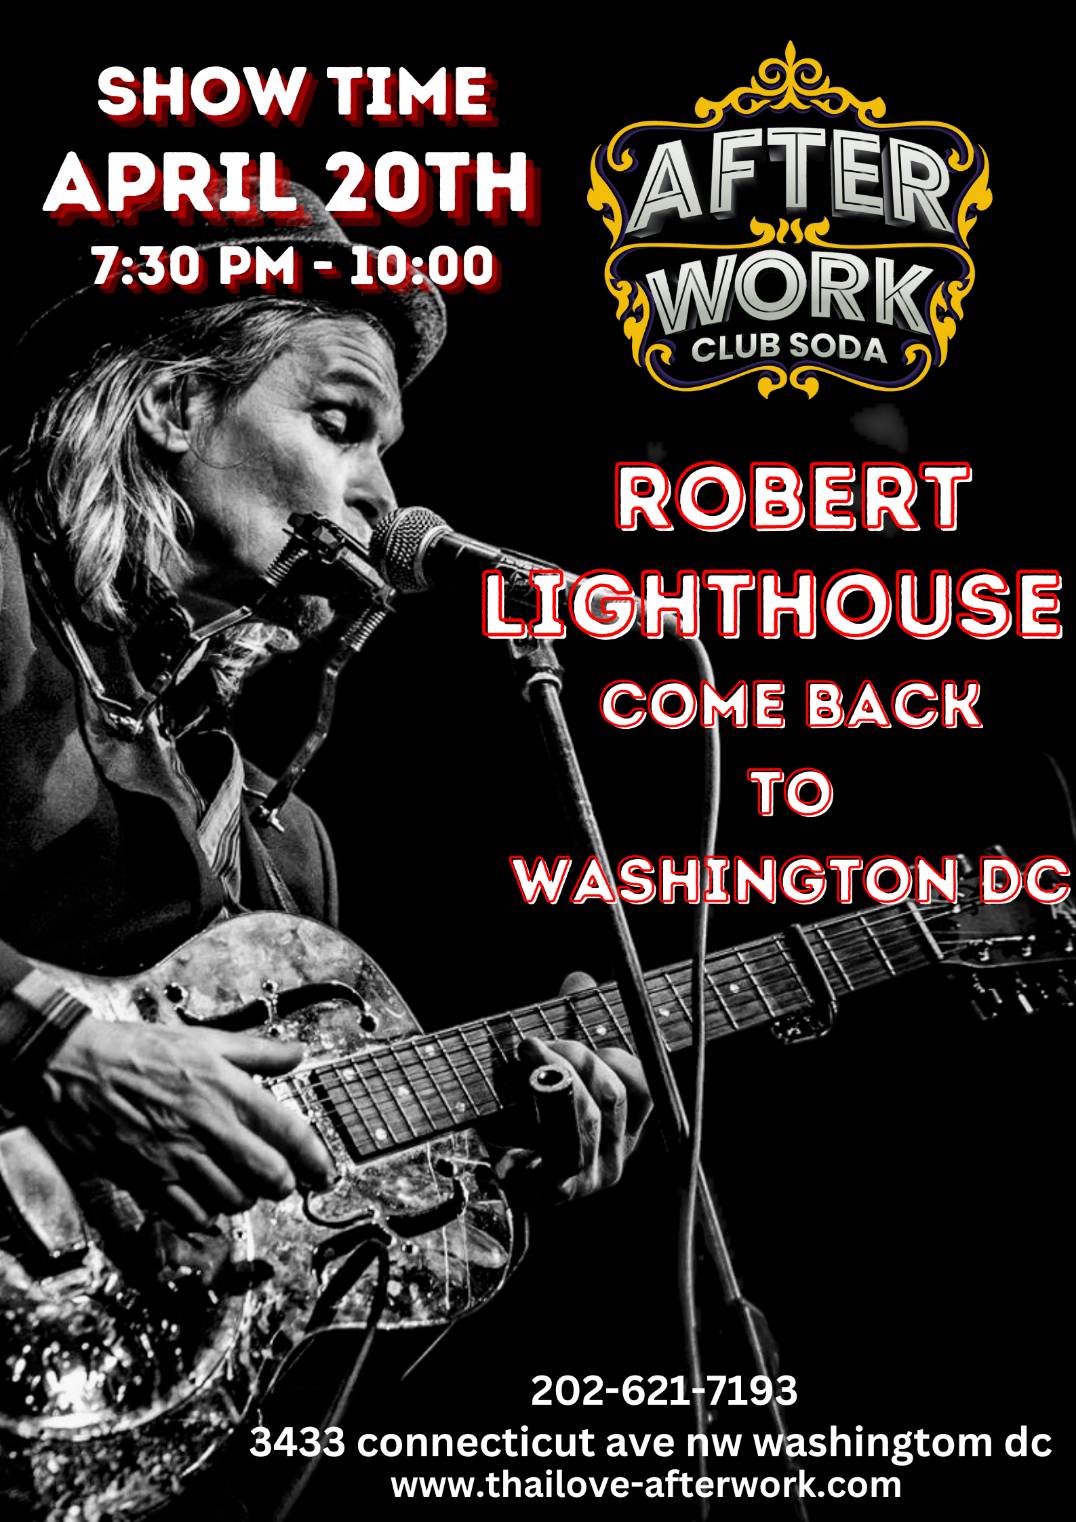 SHOW TIME
APRIL 20TH
7:30 PM - 10:00
AFTER
WORK
CLUB SODA
ROBERT
LIGHTHOUSE
COME BACK
TO
WASHINGTON DC
202-621-7193
3433 connecticut ave nw washingtom dc
www.thailove-afterwork.com